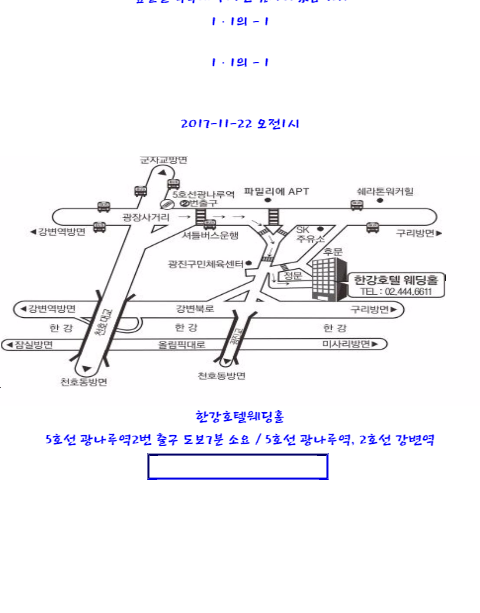 1 · 1의 - 1
1 · 1의 - 1
2017-11-22 오전1시
군자교방면
5호선광나루역
②번출구
파밀리에 APT
쉐라톤워커힐
광장사거리
셔틀버스운행
SK
주유소
◀강변역방면
구리방면▶
후문
광진구민체육센터
정문
한강호텔 웨딩홀
TEL : 02.444.6611
◀강변역방면
강변북로
구리방면▶
천호대교
한 강
한 강
한 강
◀잠실방면
올림픽대로
미사리방면▶
천호동방면
천호동방면
한강호텔웨딩홀
5호선 광나루역2번 출구 도보7분 소요 / 5호선 광나루역, 2호선 강변역